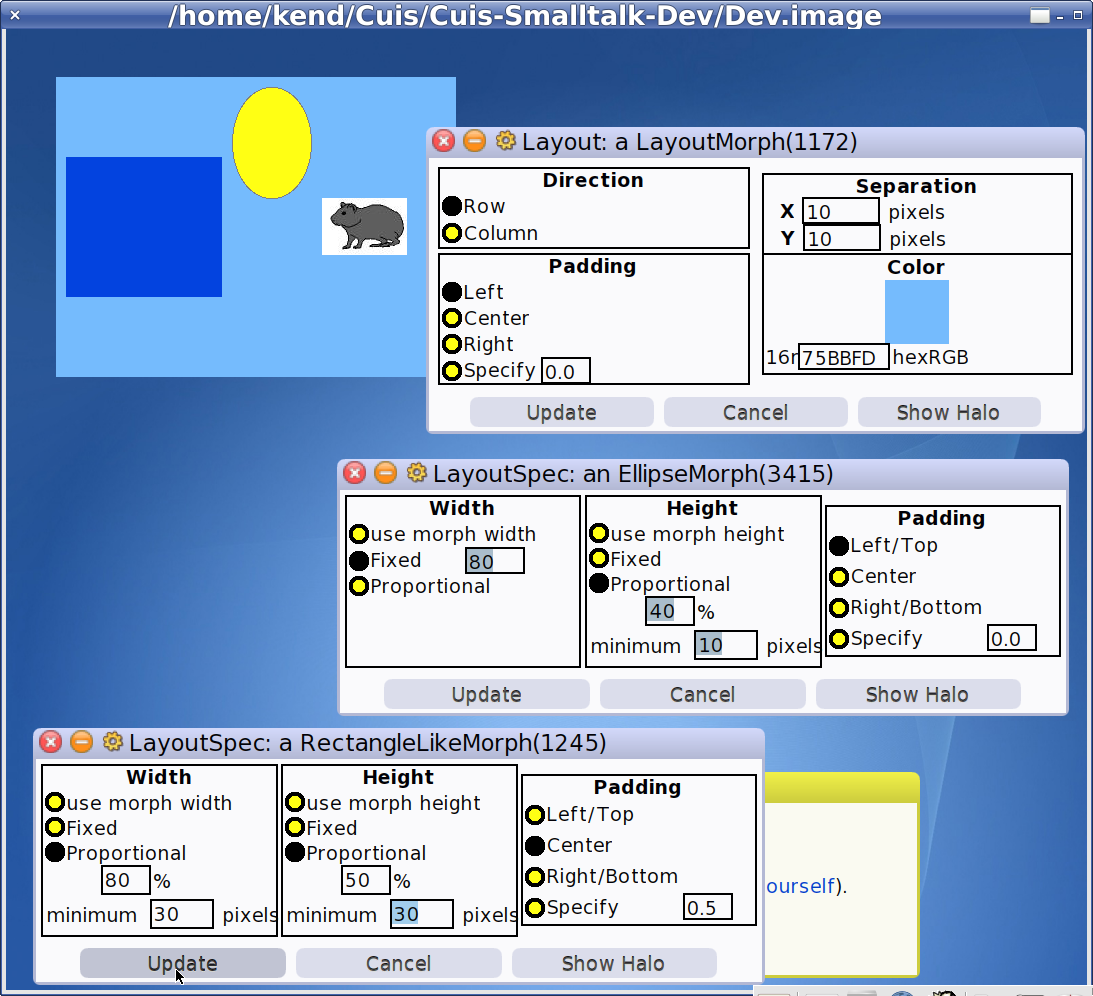 /home/kend/Cuis/Cuis-Smalltalk-Dev/Dev.image
Layout: a LayoutMorph(1172)
Direction
Row
Column
Padding
Left
Center
Right
Specify 0.0
Separation
X 10 pixels
Y 10 pixels
Color
16r 75BBFD hexRGB
Update Cancel Show Halo
LayoutSpec: an EllipseMorph(3415)
Width
use morph width
Fixed 80
Proportional
Height
use morph height
Fixed
Proportional
40 %
minimum 10 pixels
Padding
Left/Top
Center
Right/Bottom
Specify 0.0
Update Cancel Show Halo
LayoutSpec: a RectangleLikeMorph(1245)
Width
use morph width
Fixed
Proportional
80 %
minimum 30 pixels
Height
use morph height
Fixed
Proportional
50 %
minimum 30 pixels
Padding
Left/Top
Center
Right/Bottom
Specify 0.5
Update Cancel Show Halo
ourself).